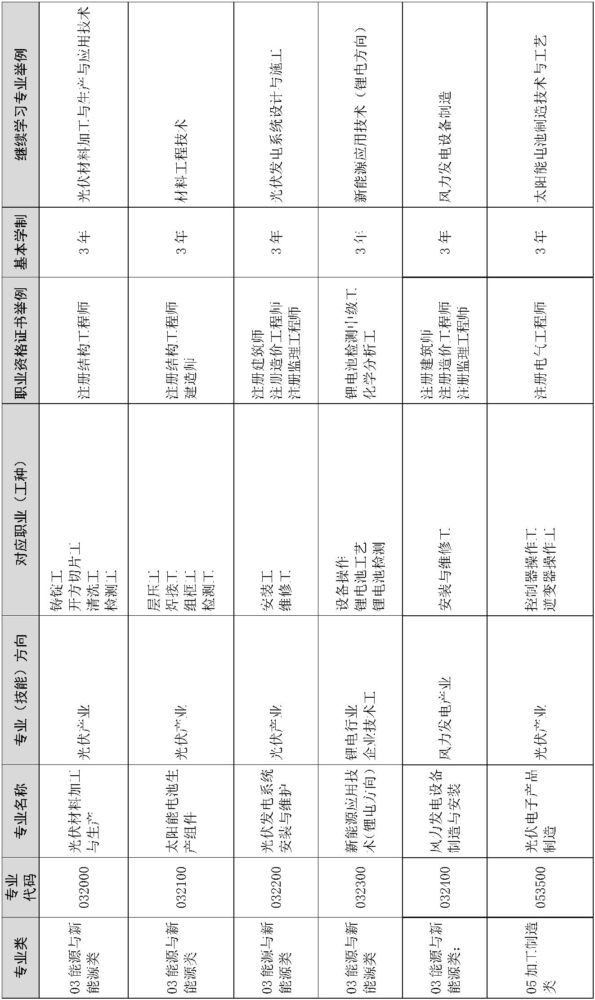 专业类
专业
代码
专业名称
专业（技能）方向
对应职业（工种）
职业资格证书举例
基本学制
继续学习专业举例
03 能源与新
能源类
032000
光伏材料加工
与生产
光伏产业
铸锭工
开方切片工
清洗工
检测工
注册结构工程师
3 年
光伏材料加工与生产与应用技术
03 能源与新
能源类
032100
太阳能电池生
产组件
光伏产业
层压工
焊接工
组框工
检测工
注册结构工程师
建造师
3 年
材料工程技术
03 能源与新
能源类
032200
光伏发电系统
安装与维护
光伏产业
安装工
维修工
注册建筑师
注册造价工程师
注册监理工程师
3 年
光伏发电系统设计与施工
03 能源与新
能源类
032300
新能源应用技
术(锂电方向)
锂电行业
企业技术工
设备操作
锂电池工艺
锂电池检测
锂电池检测中级工
化学分析工
3 年
新能源应用技术（锂电方向）
03 能源与新
能源类；
032400
风力发电设备
制造与安装
风力发电产业
安装与维修工
注册建筑师
注册造价工程师
注册监理工程师
3 年
风力发电设备制造
05 加工制造
类
053500
光伏电子产品
制造
光伏产业
控制器操作工
逆变器操作工
注册电气工程师
3 年
太阳能电池制造技术与工艺